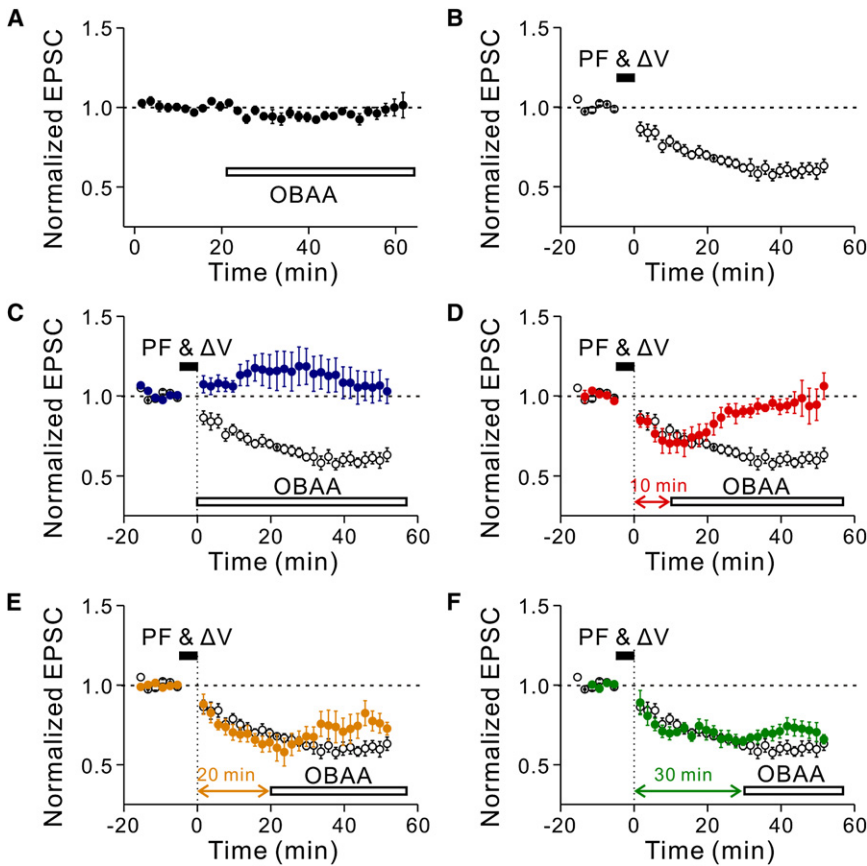 A
Normalized EPSC
1.5
1.0
0.5
OBAA
0 20 40 60
Time (min)
B
Normalized EPSC
1.5
1.0
0.5
PF & ΔV
-20 0 20 40 60
Time (min)
C
Normalized EPSC
1.5
1.0
0.5
PF & ΔV
OBAA
-20 0 20 40 60
Time (min)
D
Normalized EPSC
1.5
1.0
0.5
PF & ΔV
10 min
OBAA
-20 0 20 40 60
Time (min)
E
Normalized EPSC
1.5
1.0
0.5
PF & ΔV
20 min
OBAA
-20 0 20 40 60
Time (min)
F
Normalized EPSC
1.5
1.0
0.5
PF & ΔV
30 min
OBAA
-20 0 20 40 60
Time (min)